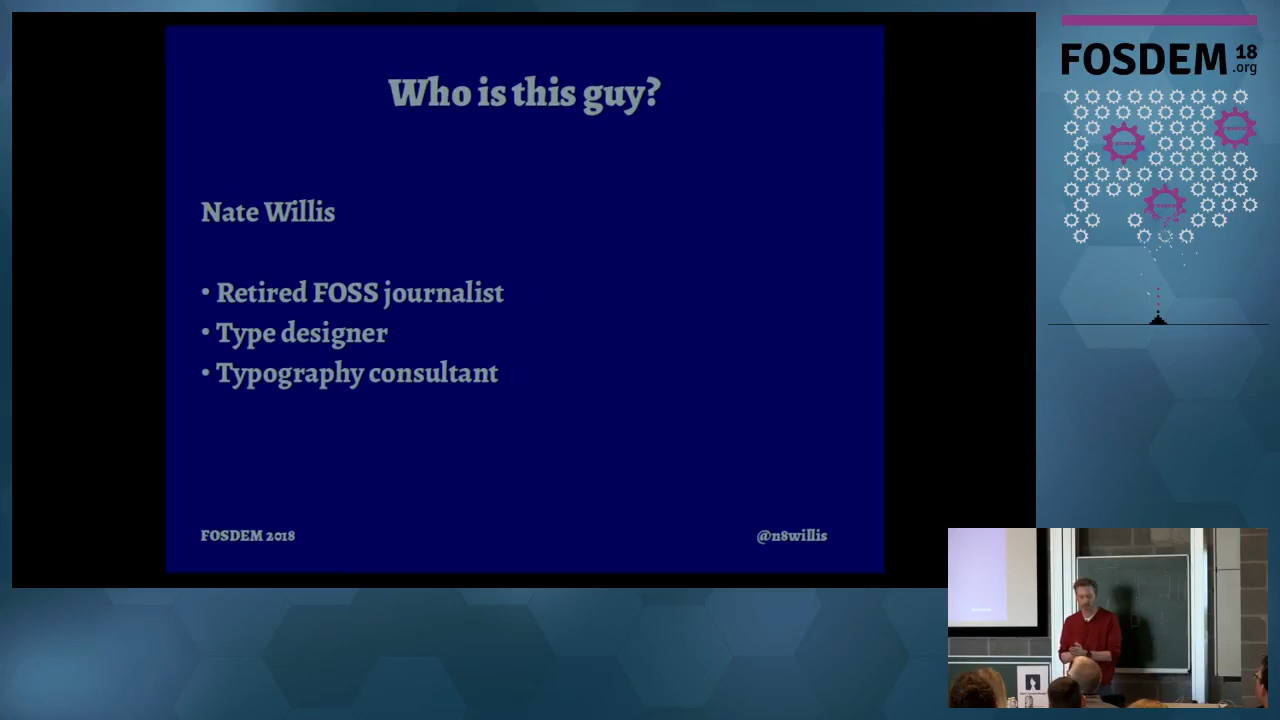 Who is this guy?
Nate Willis
• Retired FOSS journalist
• Type designer
• Typography consultant
FOSDEM 2018
@n8willis
FOSDEM 18
.org